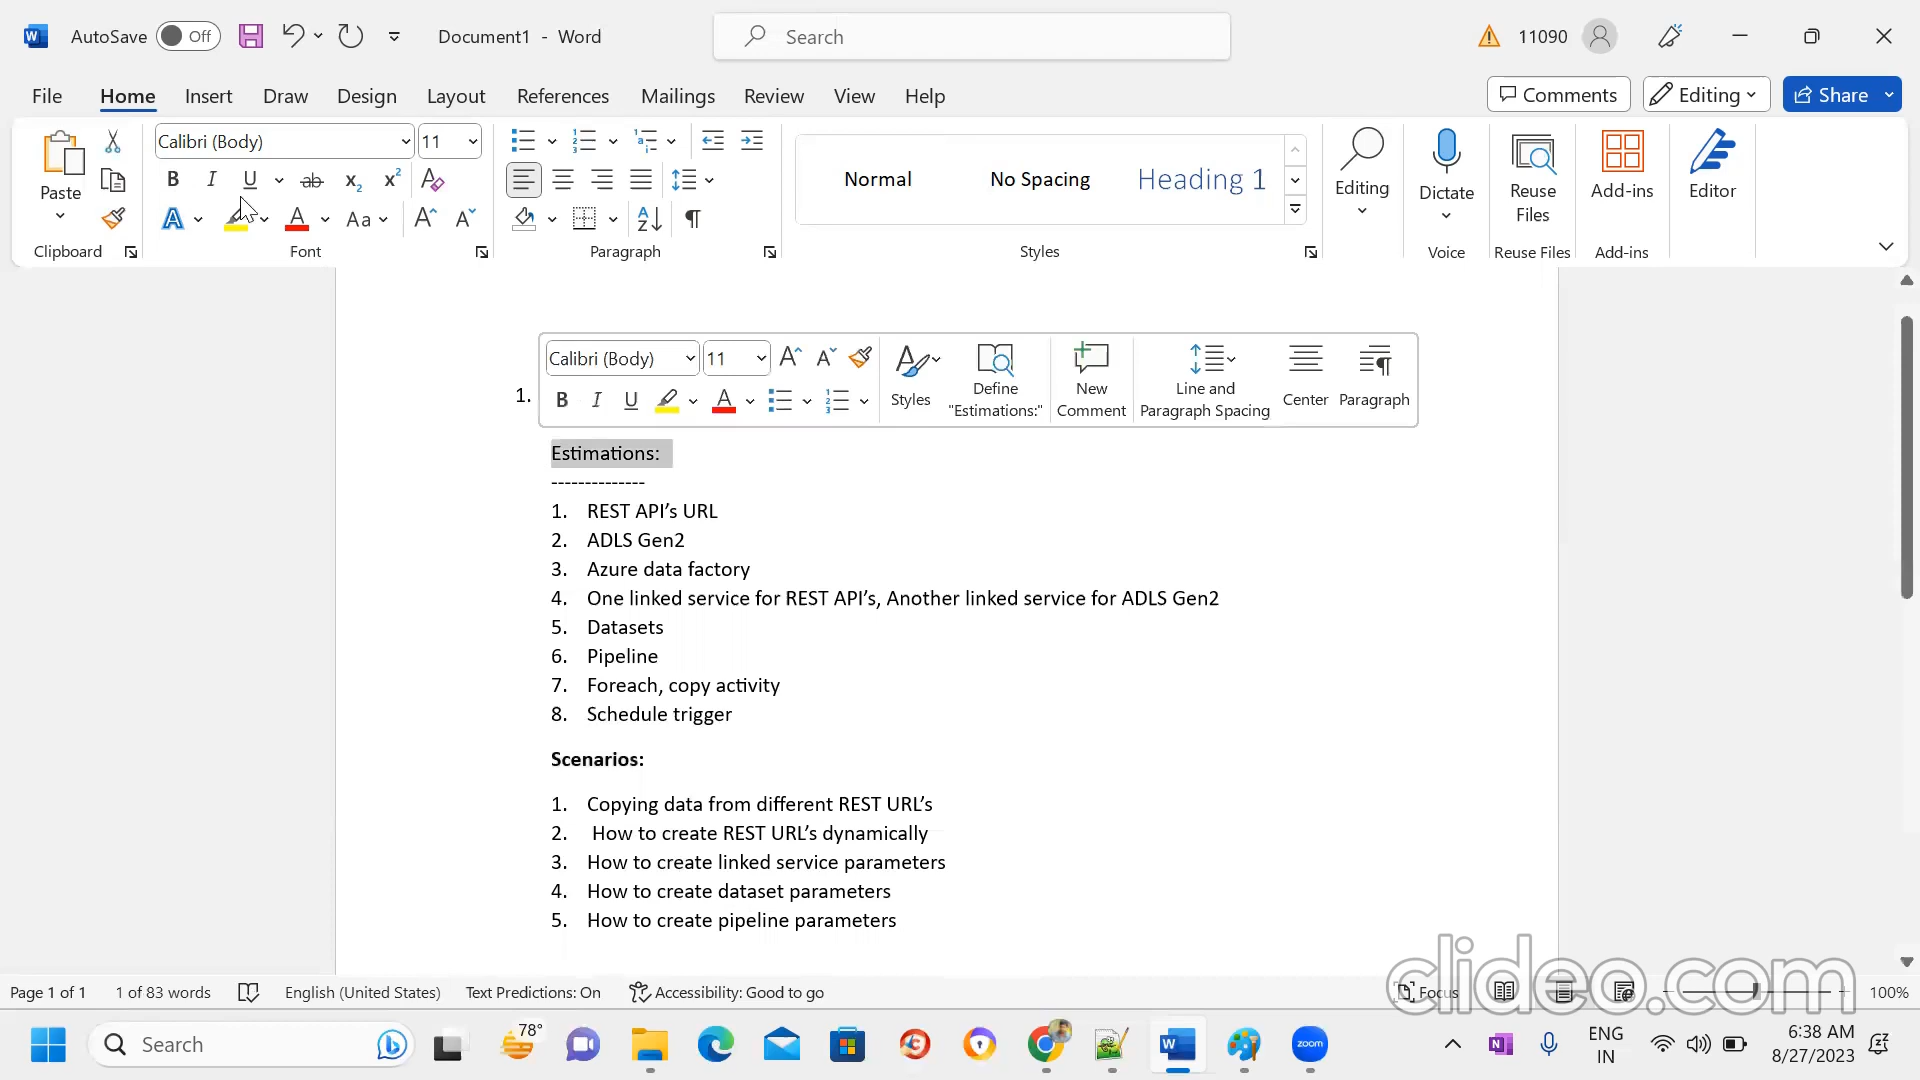 AutoSave Off Document1 - Word Search 11090
File Home Insert Draw Design Layout References Mailings Review View Help Comments Editing Share
Calibri (Body) 11
Paste
Normal No Spacing Heading 1
Editing Dictate Reuse Files Add-ins Editor
Clipboard Font Paragraph Styles Voice Reuse Files Add-ins
Calibri (Body) 11
Styles Define "Estimations:" New Comment Line and Paragraph Spacing Center Paragraph
1.
Estimations:
--------------
1. REST API’s URL
2. ADLS Gen2
3. Azure data factory
4. One linked service for REST API’s, Another linked service for ADLS Gen2
5. Datasets
6. Pipeline
7. Foreach, copy activity
8. Schedule trigger
Scenarios:
1. Copying data from different REST URL’s
2. How to create REST URL’s dynamically
3. How to create linked service parameters
4. How to create dataset parameters
5. How to create pipeline parameters
clideo.com
Page 1 of 1 1 of 83 words English (United States) Text Predictions: On Accessibility: Good to go Focus 100%
Search 78° zoom ENG IN 6:38 AM 8/27/2023